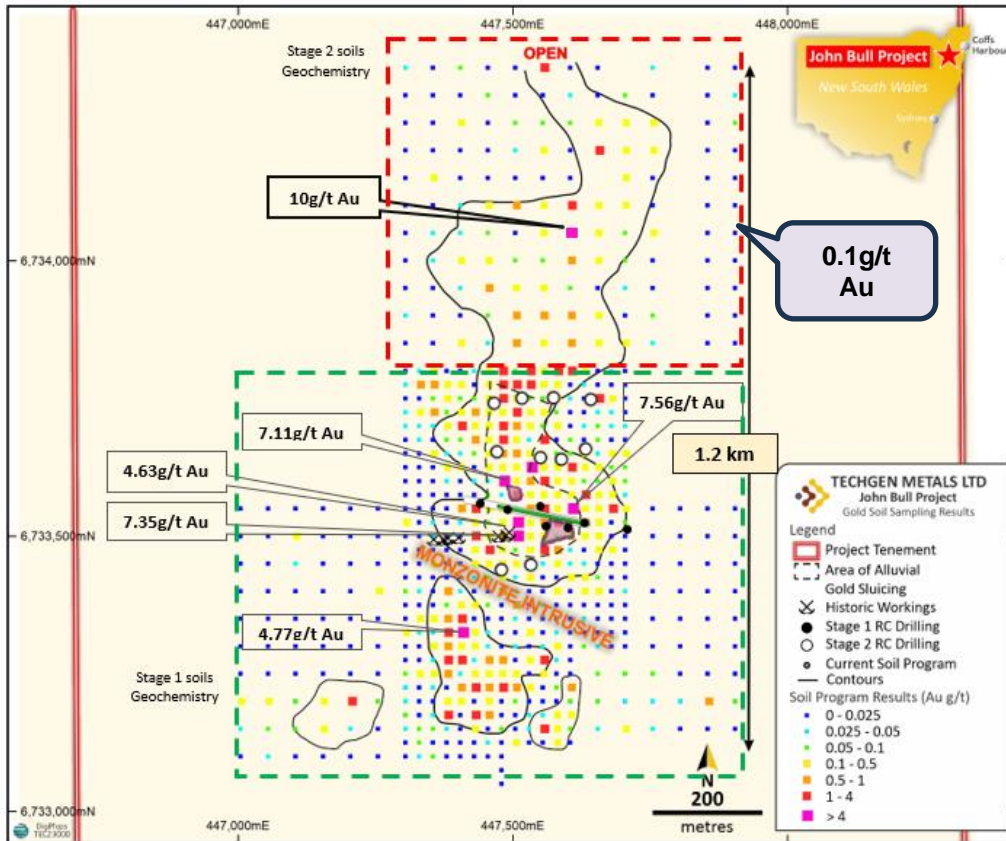 447,000mE
447,500mE
448,000mE
Stage 2 soils
Geochemistry
OPEN
Coffs
Harbour
John Bull Project
New South Wales
Sydney
10g/t Au
6,734,000mN
0.1g/t
Au
7.11g/t Au
7.56g/t Au
1.2 km
4.63g/t Au
7.35g/t Au
6,733,500mN
MONZONITE INTRUSIVE
4.77g/t Au
Stage 1 soils
Geochemistry
TECHGEN METALS LTD
John Bull Project
Gold Soil Sampling Results
Legend
Project Tenement
Area of Alluvial
Gold Sluicing
Historic Workings
Stage 1 RC Drilling
Stage 2 RC Drilling
Current Soil Program
Contours
Soil Program Results (Au g/t)
0 - 0.025
0.025 - 0.05
0.05 - 0.1
0.1 - 0.5
0.5 - 1
1 - 4
> 4
N
200
metres
6,733,000mN
DigMaps
TEC23000
447,000mE
447,500mE
448,000mE